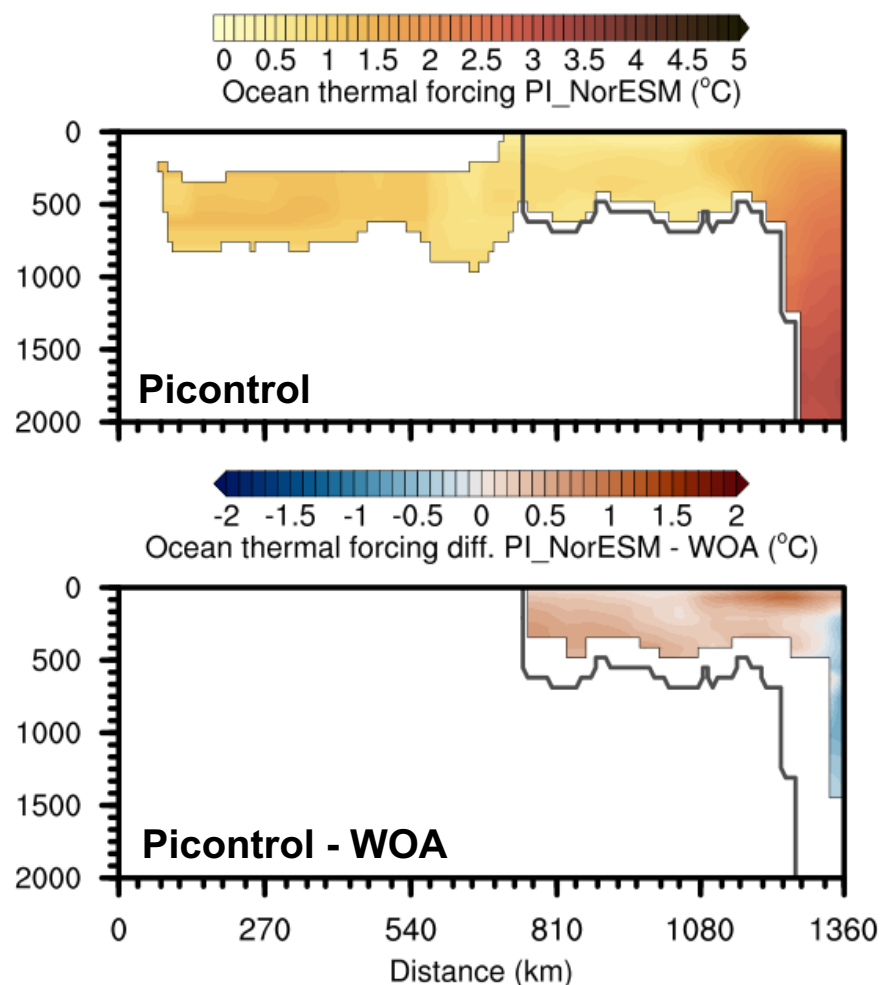 0 0.5 1 1.5 2 2.5 3 3.5 4 4.5 5
Ocean thermal forcing PI_NorESM (°C)
0
500
1000
1500
2000
Picontrol
-2 -1.5 -1 -0.5 0 0.5 1 1.5 2
Ocean thermal forcing diff. PI_NorESM - WOA (°C)
0
500
1000
1500
2000
Picontrol - WOA
0 270 540 810 1080 1360
Distance (km)